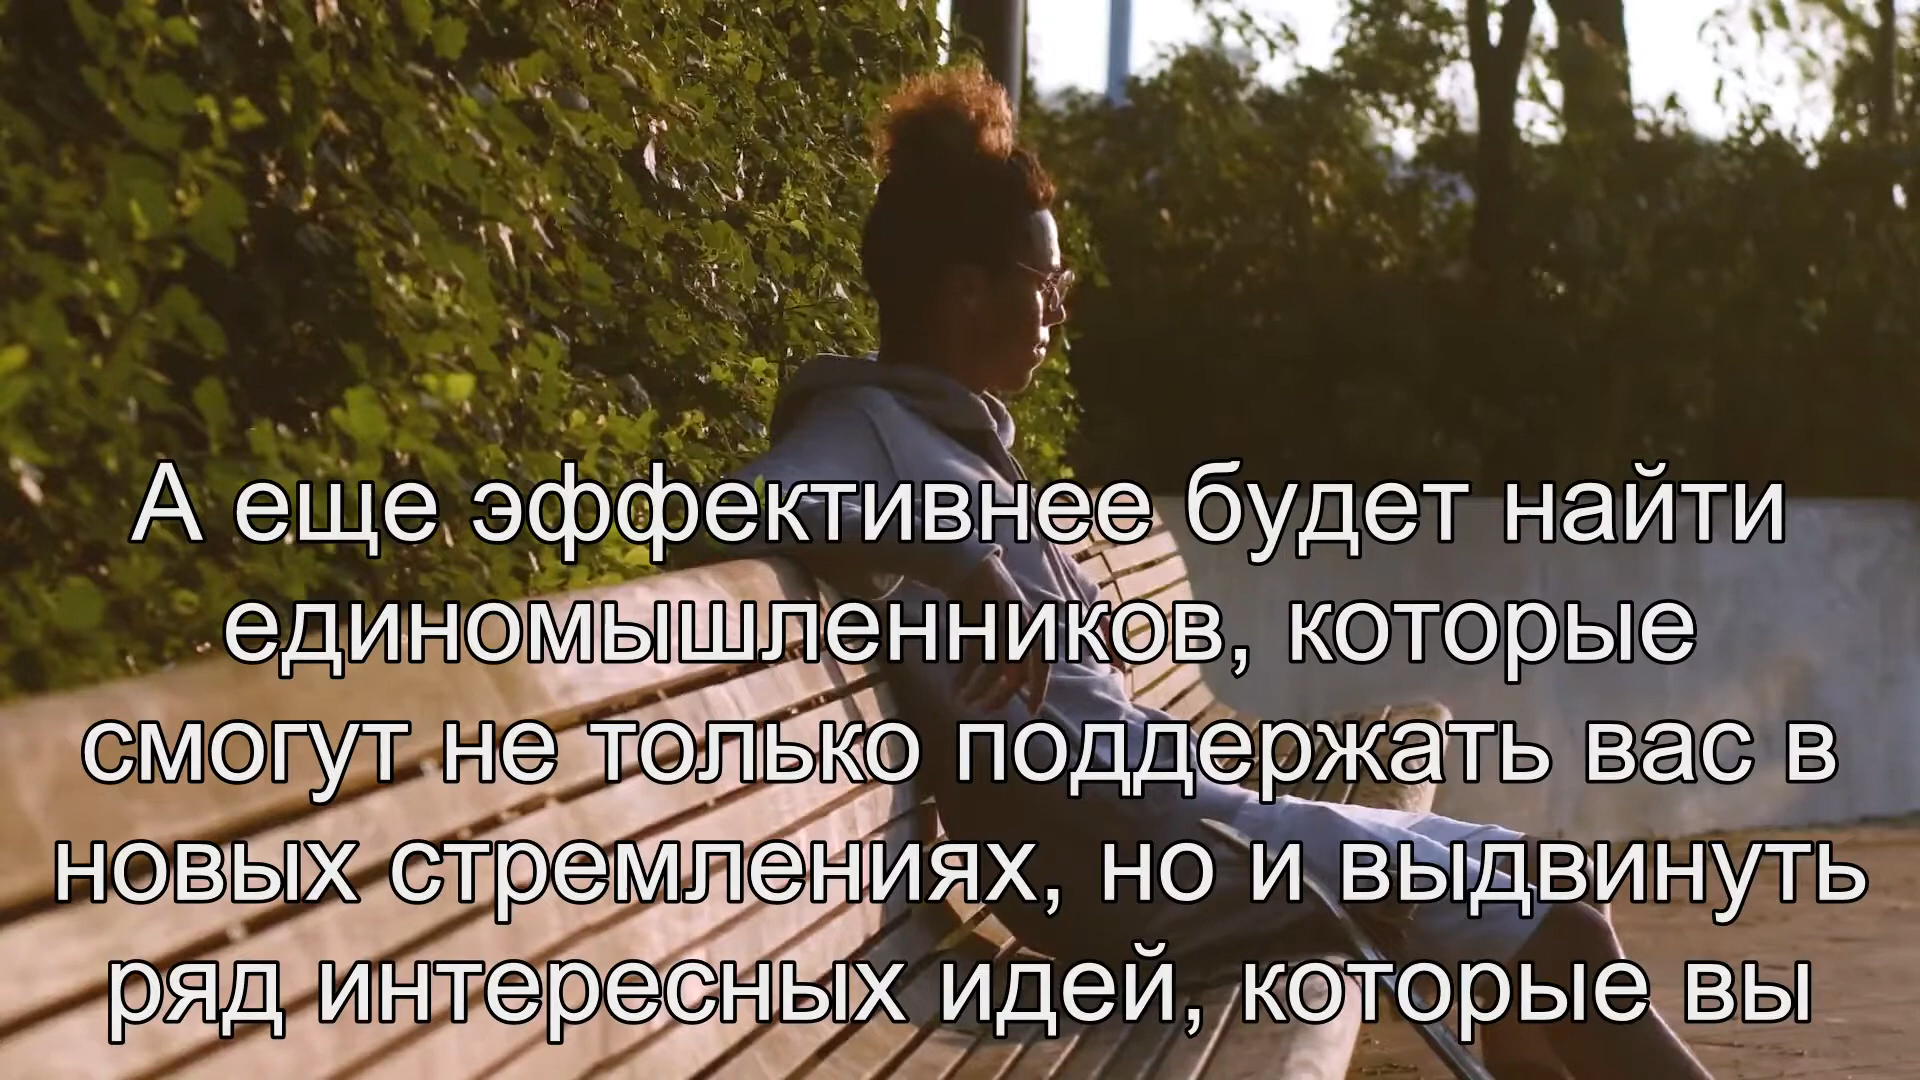 А еще эффективнее будет найти
единомышленников, которые
смогут не только поддержать вас в
новых стремлениях, но и выдвинуть
ряд интересных идей, которые вы